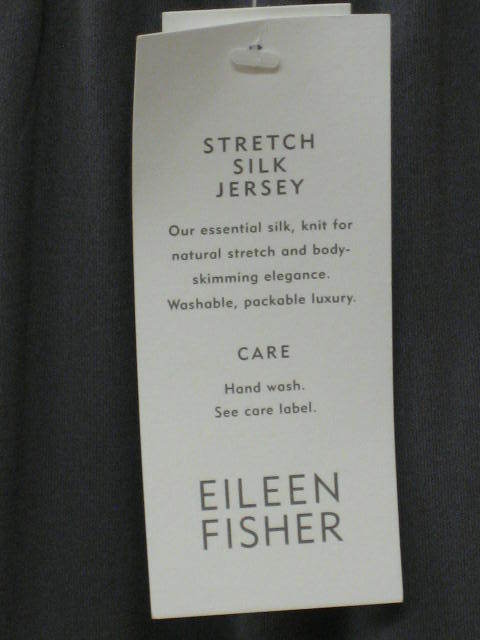 STRETCH
SILK
JERSEY
Our essential silk, knit for
natural stretch and body-
skimming elegance.
Washable, packable luxury.
CARE
Hand wash.
See care label.
EILEEN
FISHER